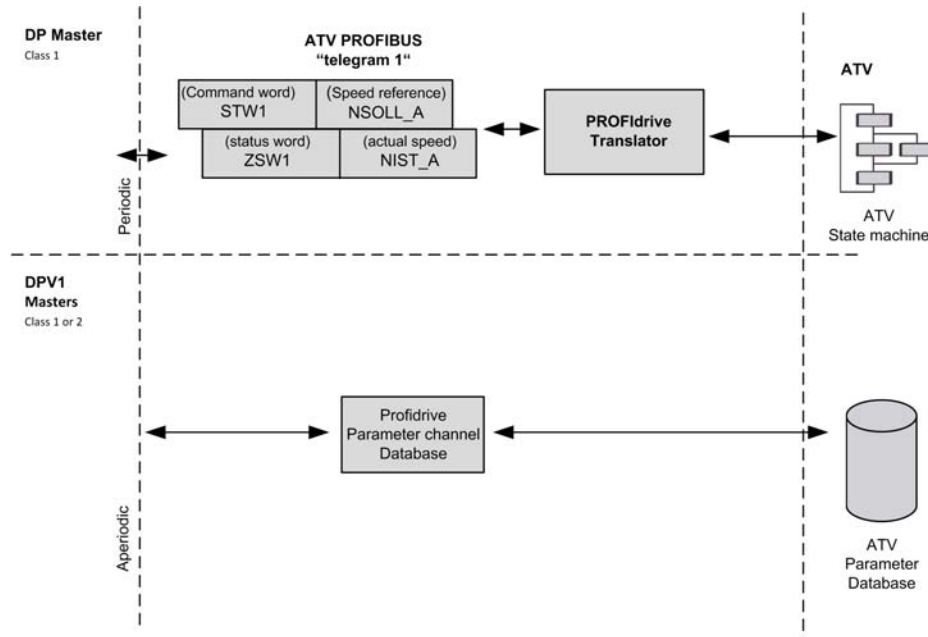 DP Master
Class 1
ATV PROFIBUS
“telegram 1“
(Command word)
STW1
(Speed reference)
NSOLL_A
(status word)
ZSW1
(actual speed)
NIST_A
PROFIdrive
Translator
ATV
ATV
State machine
Periodic
DPV1
Masters
Class 1 or 2
Profidrive
Parameter channel
Database
Aperiodic
ATV
Parameter
Database